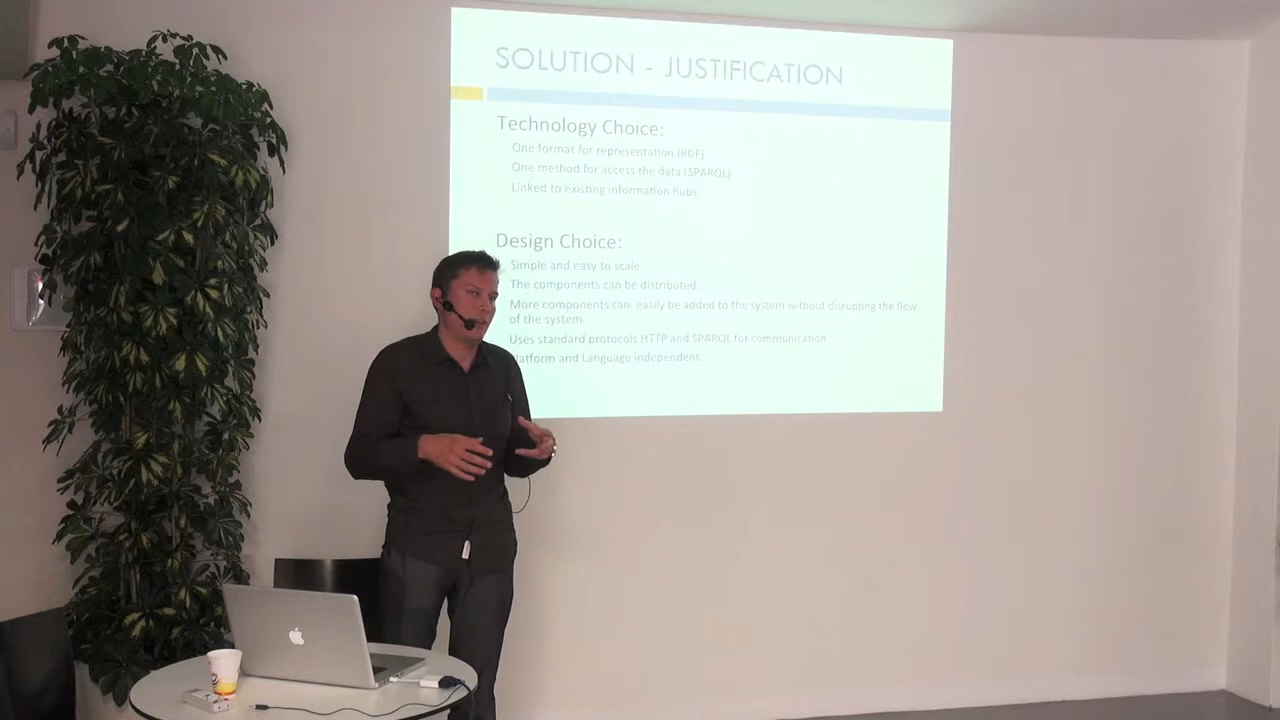 SOLUTION - JUSTIFICATION
Technology Choice:
One format for representation (RDF)
One method for access the data (SPARQL)
Linked to existing information hubs.
Design Choice:
Simple and easy to scale.
The components can be distributed
More components can easily be added to the system without disrupting the flow
of the system.
Uses standard protocols HTTP and SPARQL for communication
latform and Language independent.